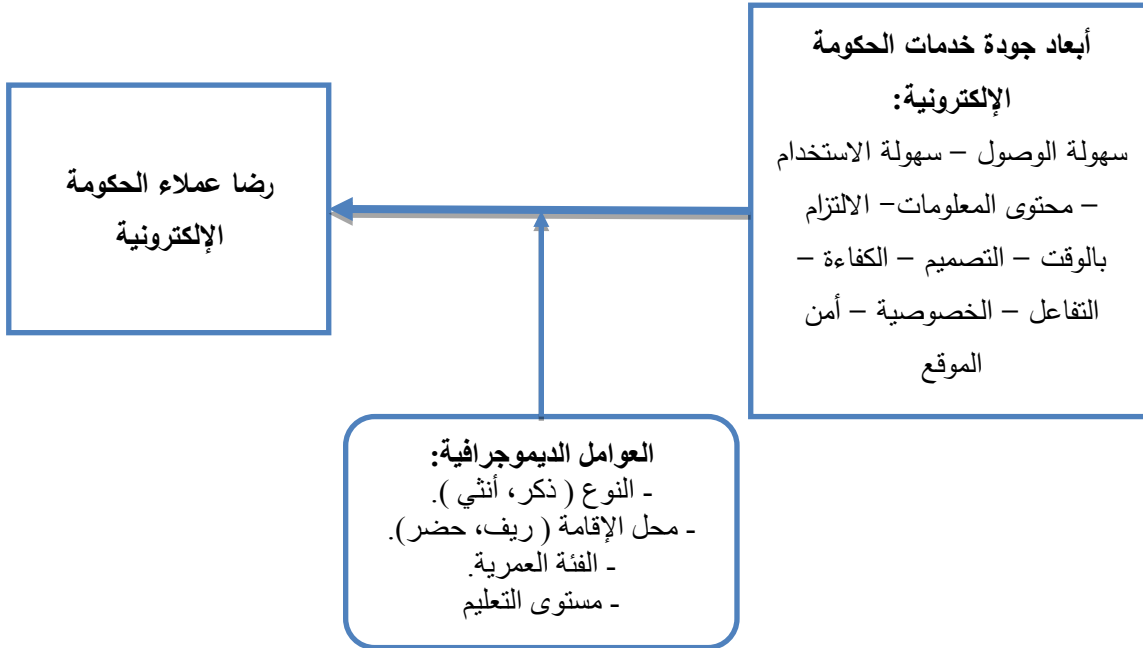 أبعاد جودة خدمات الحكومة
الإلكترونية:
سهولة الوصول – سهولة الاستخدام
– محتوى المعلومات– الالتزام
بالوقت – التصميم – الكفاءة –
التفاعل – الخصوصية – أمن
الموقع
رضا عملاء الحكومة
الإلكترونية
العوامل الديموجرافية:
- النوع ( ذكر، أنثي ).
- محل الإقامة ( ريف، حضر).
- الفئة العمرية.
- مستوى التعليم